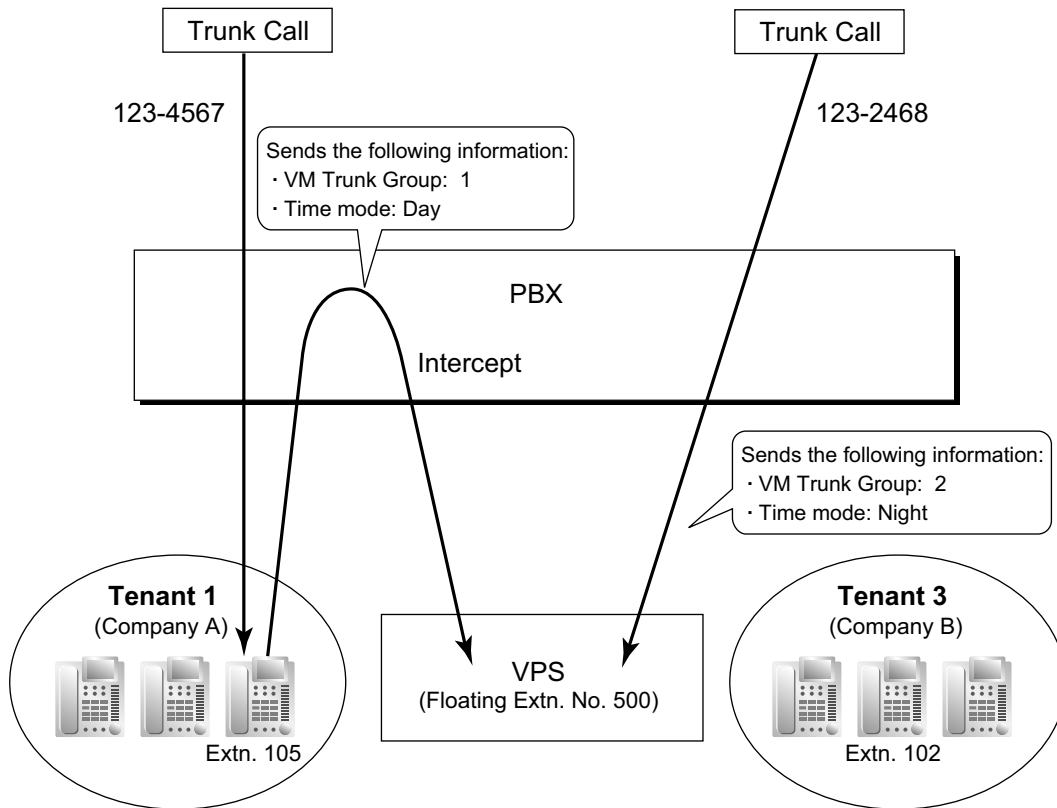 Trunk Call
Trunk Call
123-4567
123-2468
Sends the following information:
· VM Trunk Group: 1
· Time mode: Day
PBX
Intercept
Sends the following information:
· VM Trunk Group: 2
· Time mode: Night
Tenant 1
(Company A)
Extn. 105
VPS
(Floating Extn. No. 500)
Tenant 3
(Company B)
Extn. 102